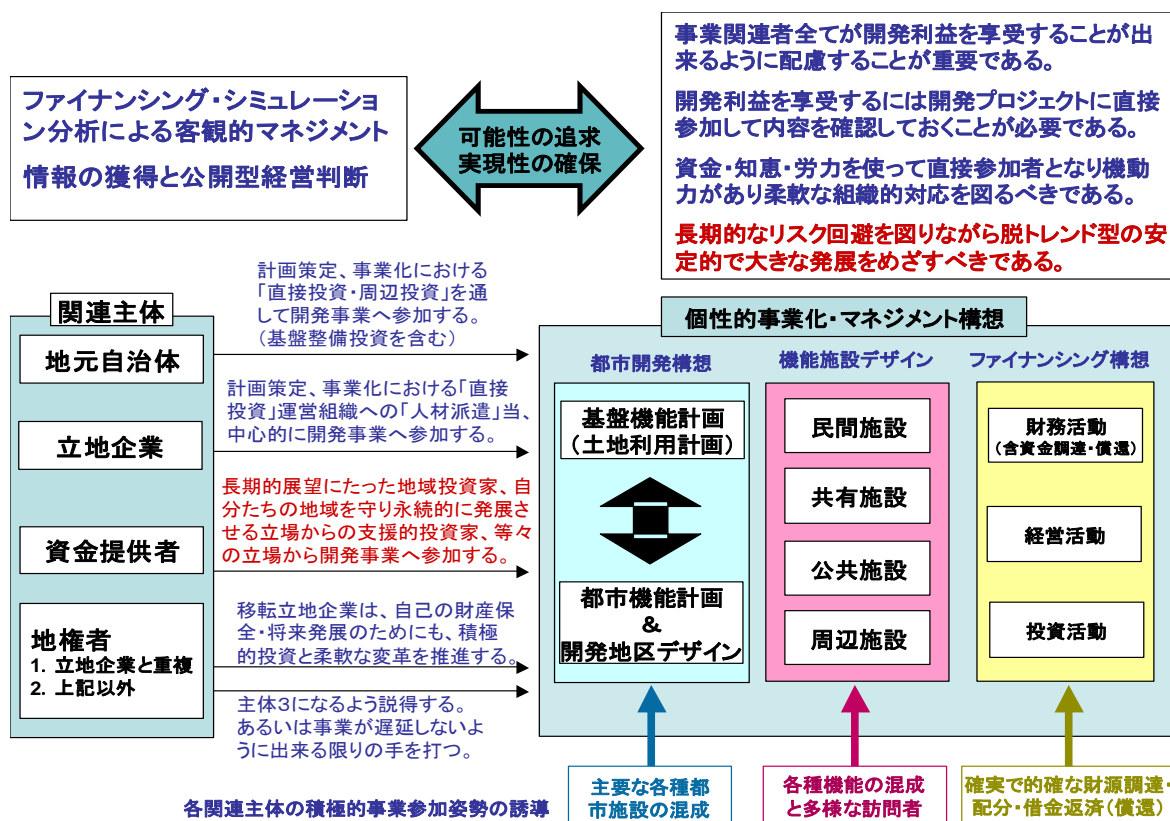 ファイナンシング・シミュレーショ
ン分析による客観的マネジメント
情報の獲得と公開型経営判断
可能性の追求
実現性の確保
事業関連者全てが開発利益を享受することが出
来るように配慮することが重要である。
開発利益を享受するには開発プロジェクトに直接
参加して内容を確認しておくことが必要である。
資金・知恵・労力を使って直接参加者となり機動
力があり柔軟な組織的対応を図るべきである。
長期的なリスク回避を図りながら脱トレンド型の安
定的で大きな発展をめざすべきである。
関連主体
地元自治体
立地企業
資金提供者
地権者
1. 立地企業と重複
2. 上記以外
計画策定、事業化における
「直接投資・周辺投資」を通
して開発事業へ参加する。
(基盤整備投資を含む)
計画策定、事業化における「直接
投資」運営組織への「人材派遣」当、
中心的に開発事業へ参加する。
長期的展望にたった地域投資家、自
分たちの地域を守り永続的に発展さ
せる立場からの支援的投資家、等々
の立場から開発事業へ参加する。
移転立地企業は、自己の財産保
全・将来発展のためにも、積極
的投資と柔軟な変革を推進する。
主体3になるよう説得する。
あるいは事業が遅延しないよ
うに出来る限りの手を打つ。
個性的事業化・マネジメント構想
都市開発構想
基盤機能計画
(土地利用計画)
都市機能計画
&
開発地区デザイン
機能施設デザイン
民間施設
共有施設
公共施設
周辺施設
ファイナンシング構想
財務活動
(含資金調達・償還)
経営活動
投資活動
各関連主体の積極的事業参加姿勢の誘導
主要な各種都
市施設の混成
各種機能の混成
と多様な訪問者
確実で的確な財源調達・
配分・借金返済(償還)